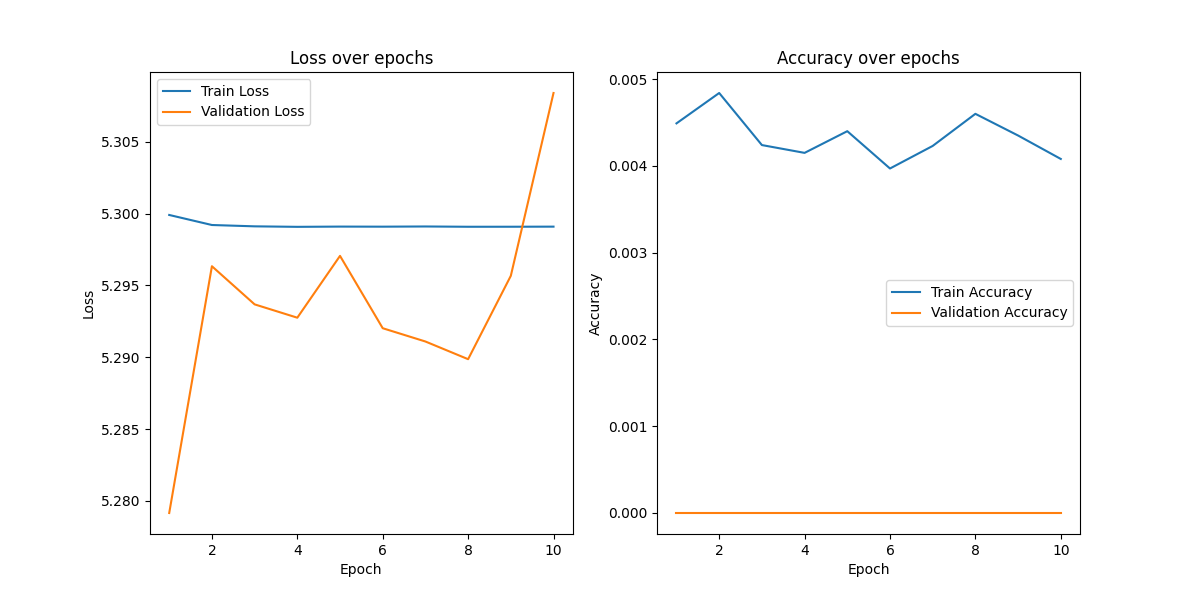 Loss over epochs
Train Loss
Validation Loss
5.305
5.300
5.295
5.290
5.285
5.280
Loss
2
4
6
8
10
Epoch
Accuracy over epochs
0.005
0.004
0.003
0.002
0.001
0.000
Accuracy
Train Accuracy
Validation Accuracy
2
4
6
8
10
Epoch